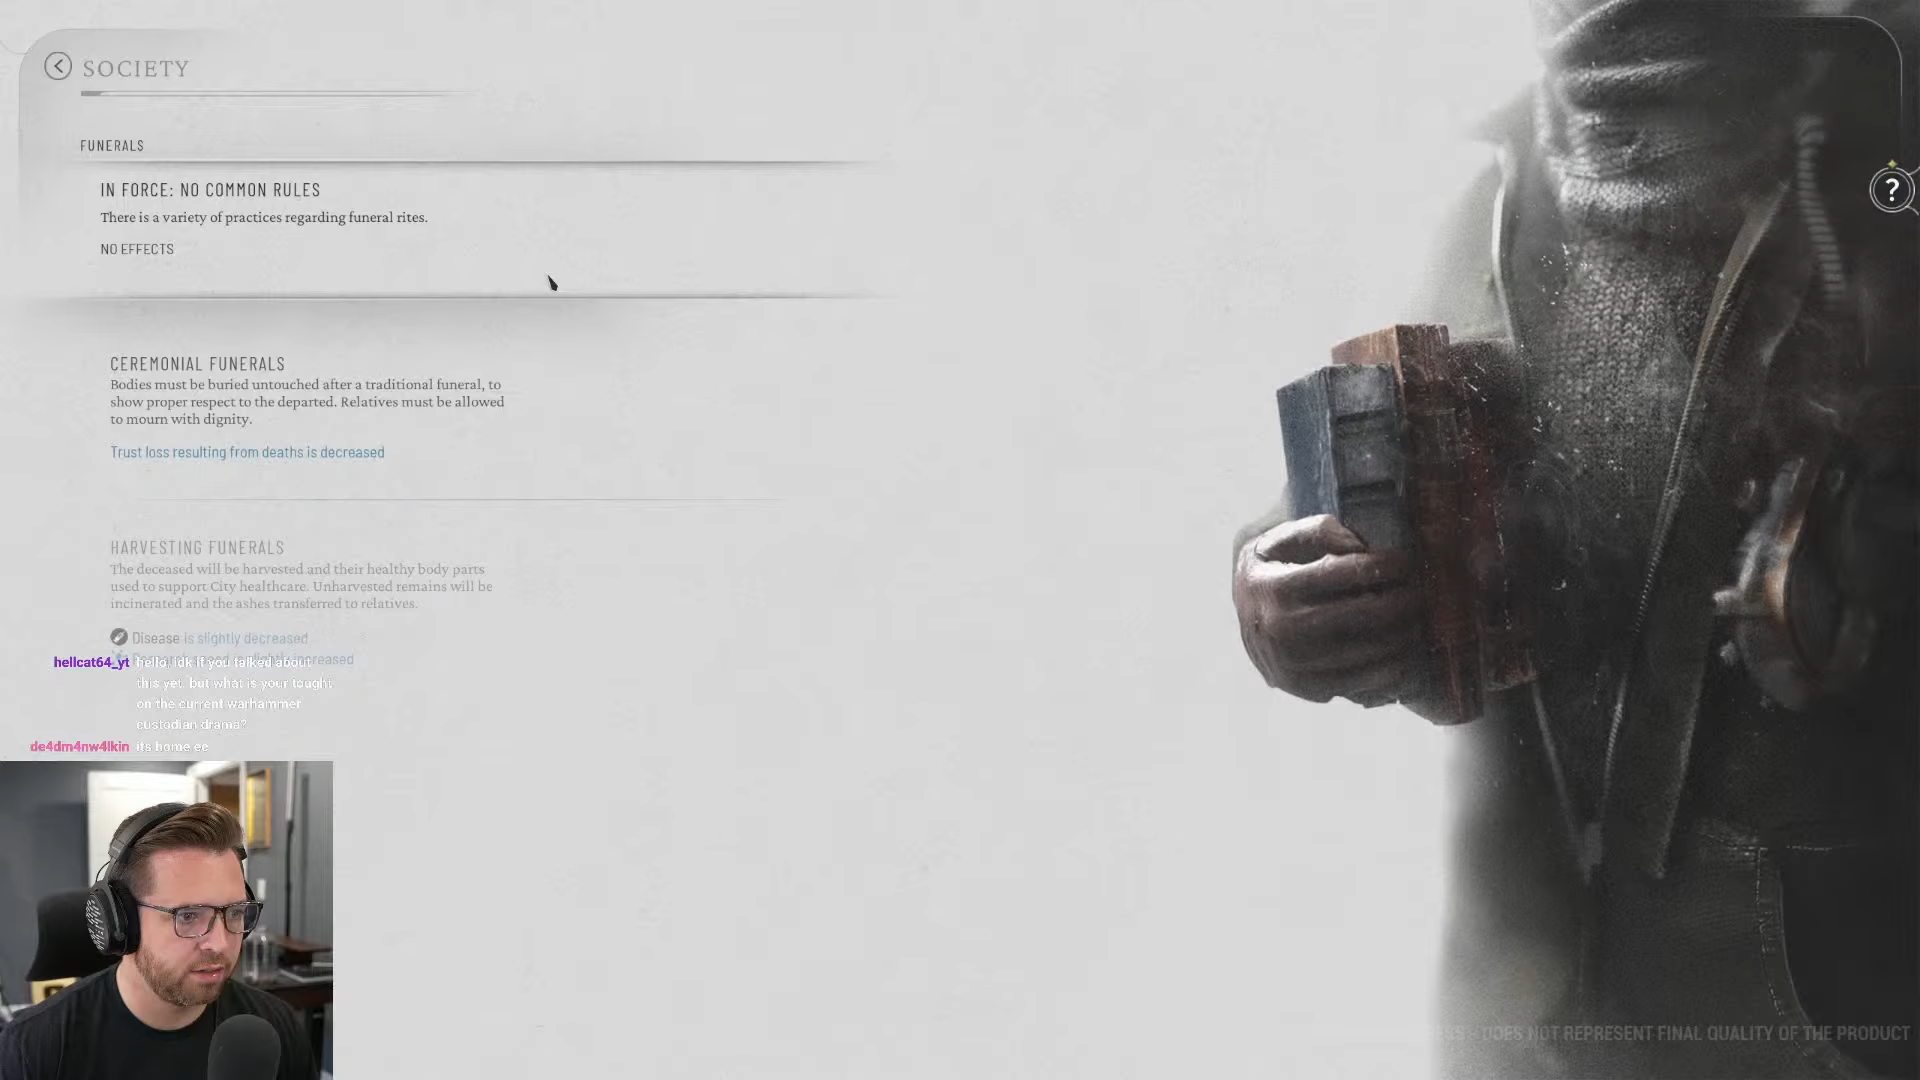 SOCIETY
FUNERALS
IN FORCE: NO COMMON RULES
There is a variety of practices regarding funeral rites.
NO EFFECTS
?
CEREMONIAL FUNERALS
Bodies must be buried untouched after a traditional funeral, to
show proper respect to the departed. Relatives must be allowed
to mourn with dignity.
Trust loss resulting from deaths is decreased
HARVESTING FUNERALS
The deceased will be harvested and their healthy body parts
used to support City healthcare. Unharvested remains will be
incinerated and the ashes transferred to relatives.
Disease is slightly decreased
increased
hellcat64_yt hello, idk if you talked about
this yet. but what is your tought
on the current warhammer
custodian drama?
de4dm4nw4lkin its home ec
DOES NOT REPRESENT FINAL QUALITY OF THE PRODUCT